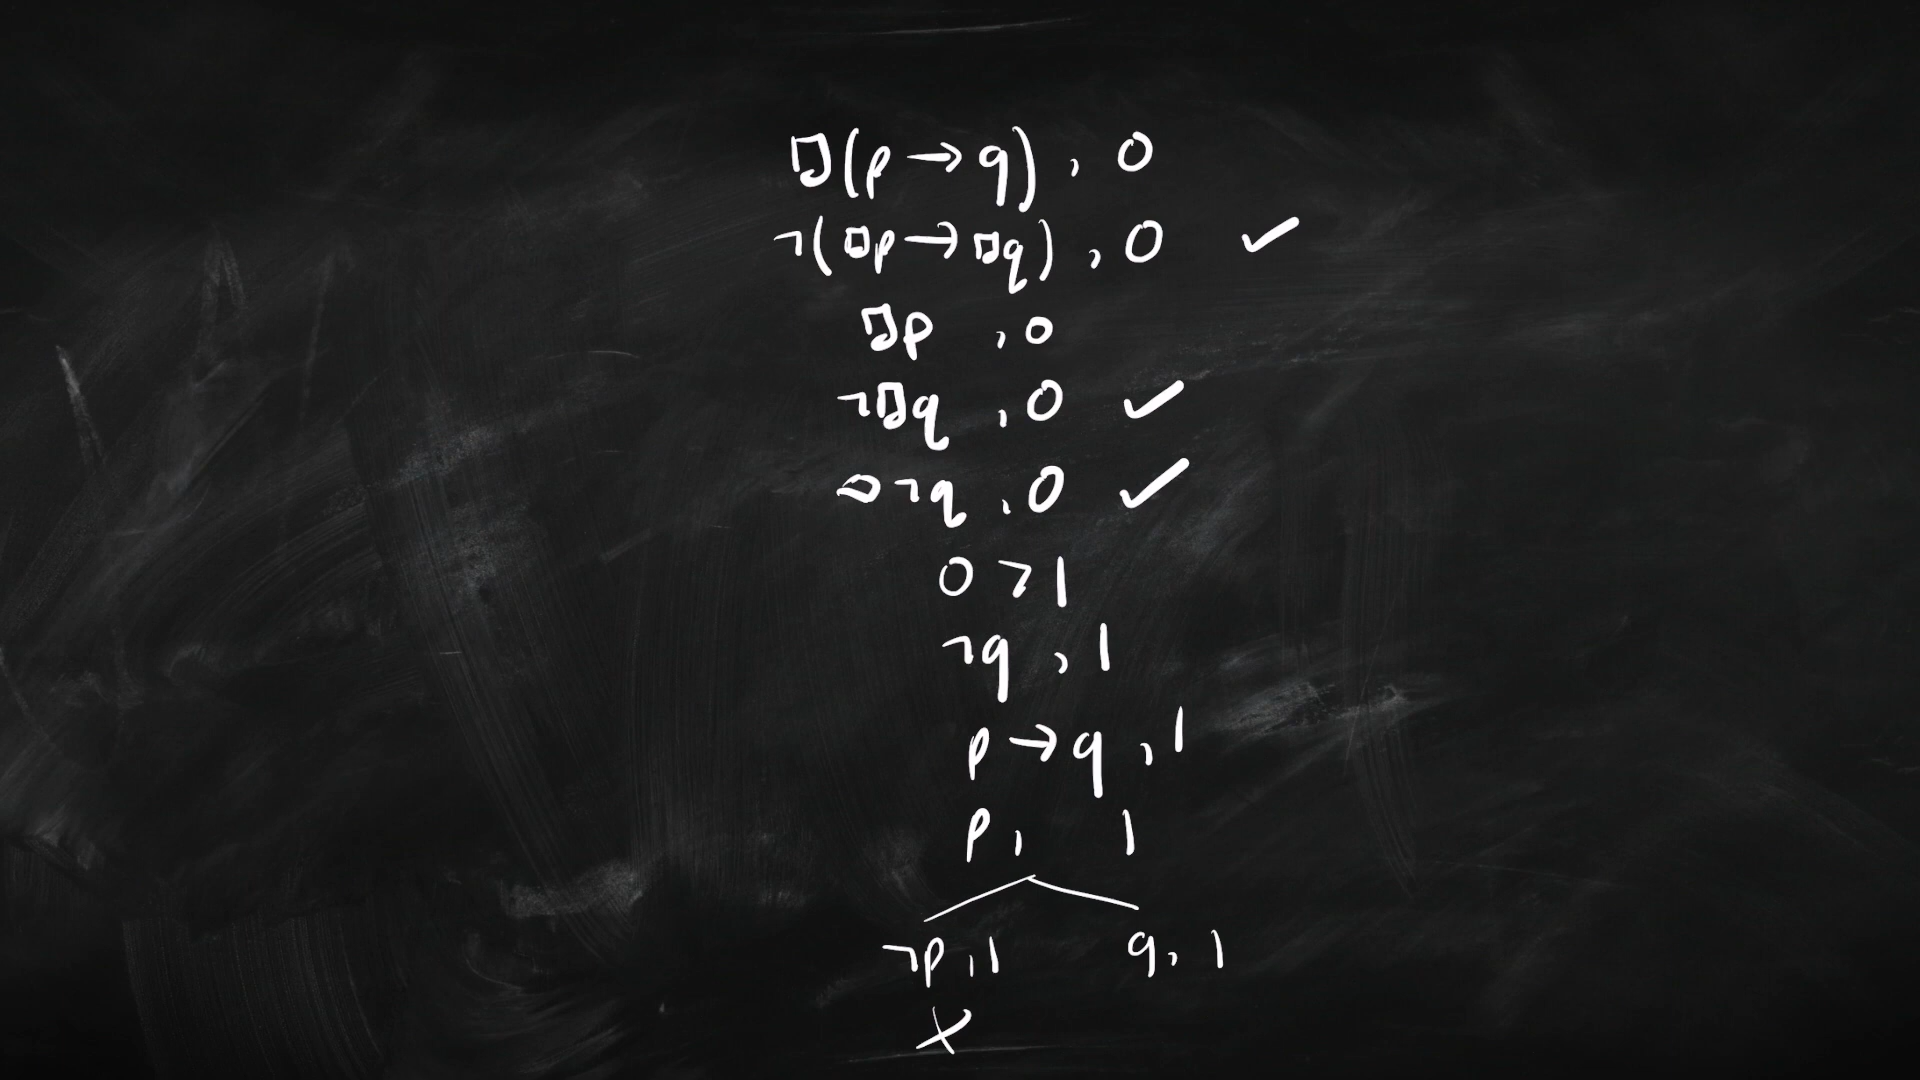 □(p → q), 0
¬(□p → □q), 0 ✓
□p , 0
¬□q , 0 ✓
◇¬q , 0 ✓
0 > 1
¬q , 1
p → q , 1
p, 1
¬p, 1 q, 1
×